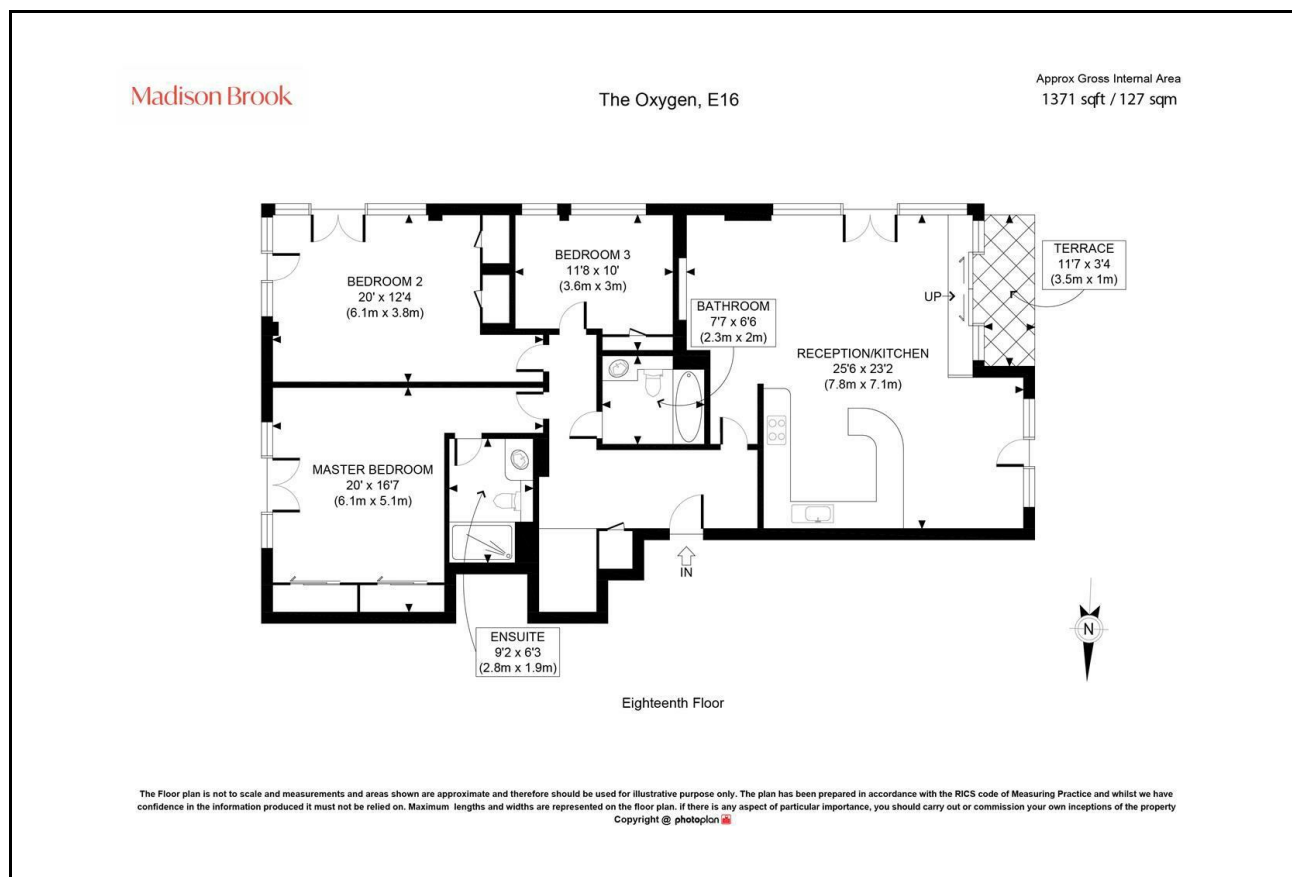 Madison Brook
The Oxygen, E16
Approx Gross Internal Area
1371 sqft / 127 sqm
BEDROOM 2
20' x 12'4
(6.1m x 3.8m)
BEDROOM 3
11'8 x 10'
(3.6m x 3m)
BATHROOM
7'7 x 6'6
(2.3m x 2m)
UP
TERRACE
11'7 x 3'4
(3.5m x 1m)
RECEPTION/KITCHEN
25'6 x 23'2
(7.8m x 7.1m)
MASTER BEDROOM
20' x 16'7
(6.1m x 5.1m)
IN
ENSUITE
9'2 x 6'3
(2.8m x 1.9m)
N
Eighteenth Floor
The Floor plan is not to scale and measurements and areas shown are approximate and therefore should be used for illustrative purpose only. The plan has been prepared in accordance with the RICS code of Measuring Practice and whilst we have
confidence in the information produced it must not be relied on. Maximum lengths and widths are represented on the floor plan. if there is any aspect of particular importance, you should carry out or commission your own inceptions of the property
Copyright @ photoplan